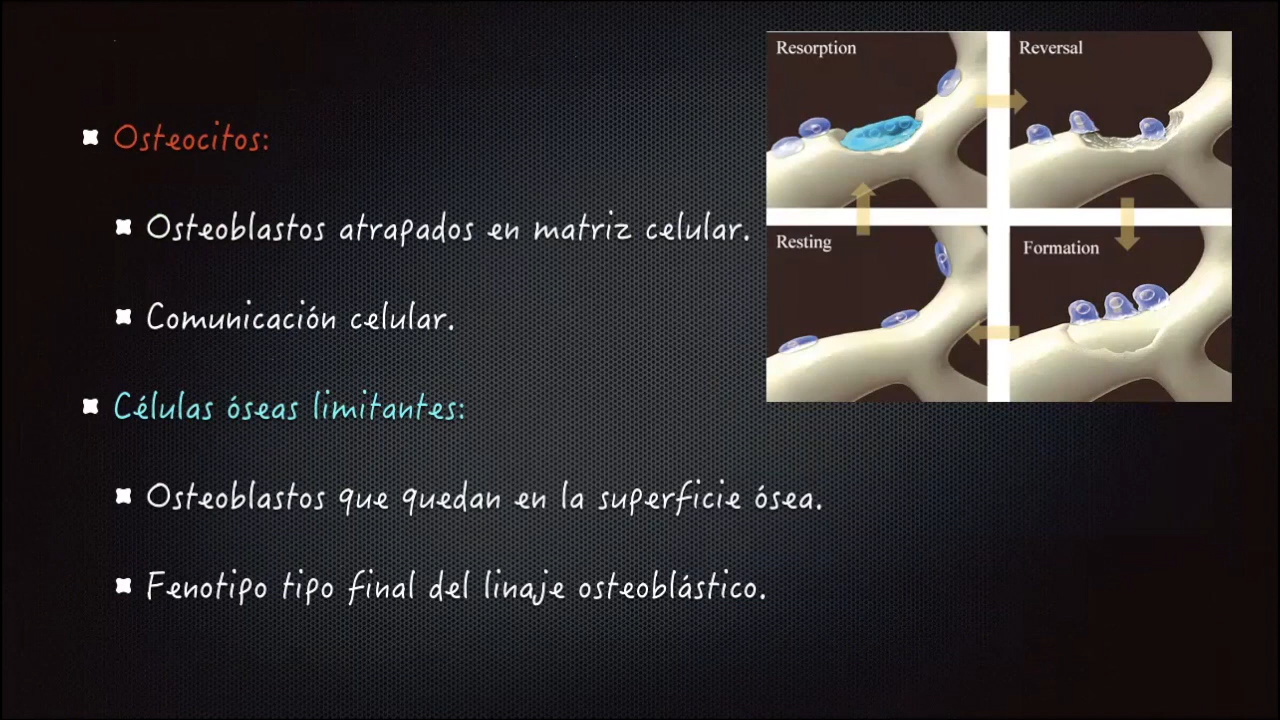 Osteocitos:
Osteoblastos atrapados en matriz celular.
Comunicación celular.
Células óseas limitantes:
Osteoblastos que quedan en la superficie ósea.
Fenotipo tipo final del linaje osteoblástico.
Resorption
Reversal
Resting
Formation